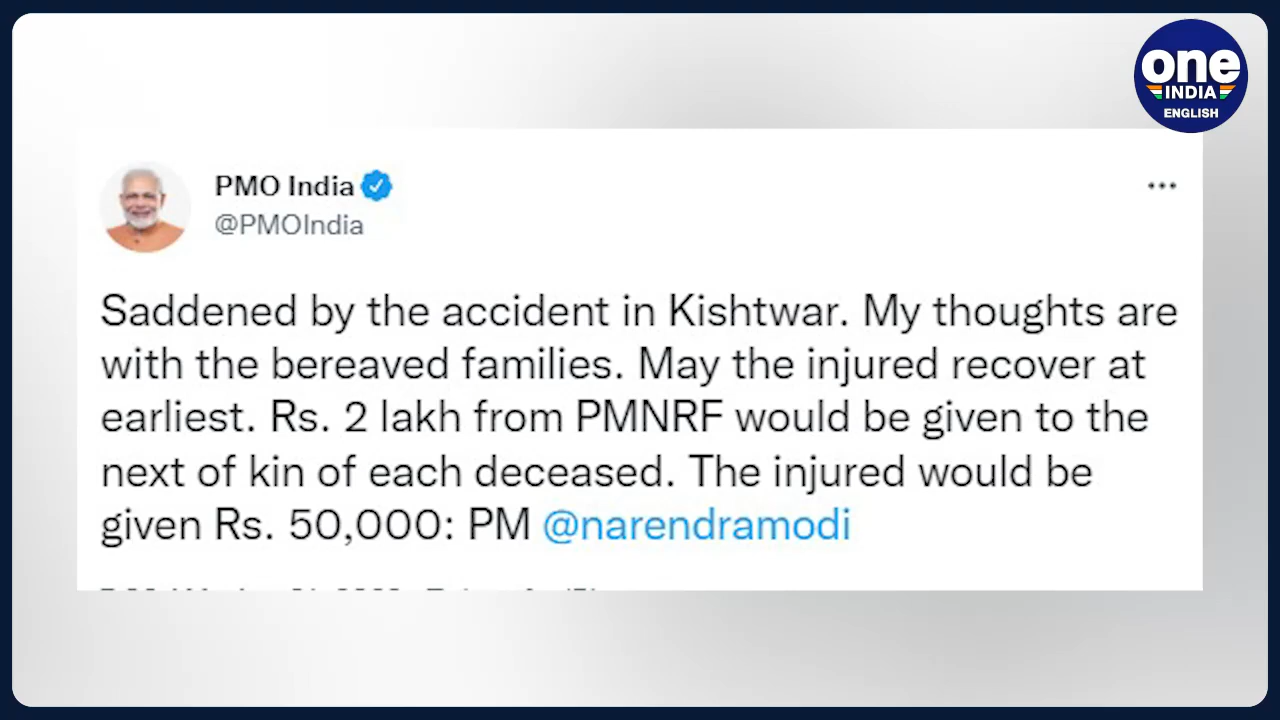 one
INDIA
ENGLISH
PMO India
@PMOIndia
Saddened by the accident in Kishtwar. My thoughts are
with the bereaved families. May the injured recover at
earliest. Rs. 2 lakh from PMNRF would be given to the
next of kin of each deceased. The injured would be
given Rs. 50,000: PM @narendramodi